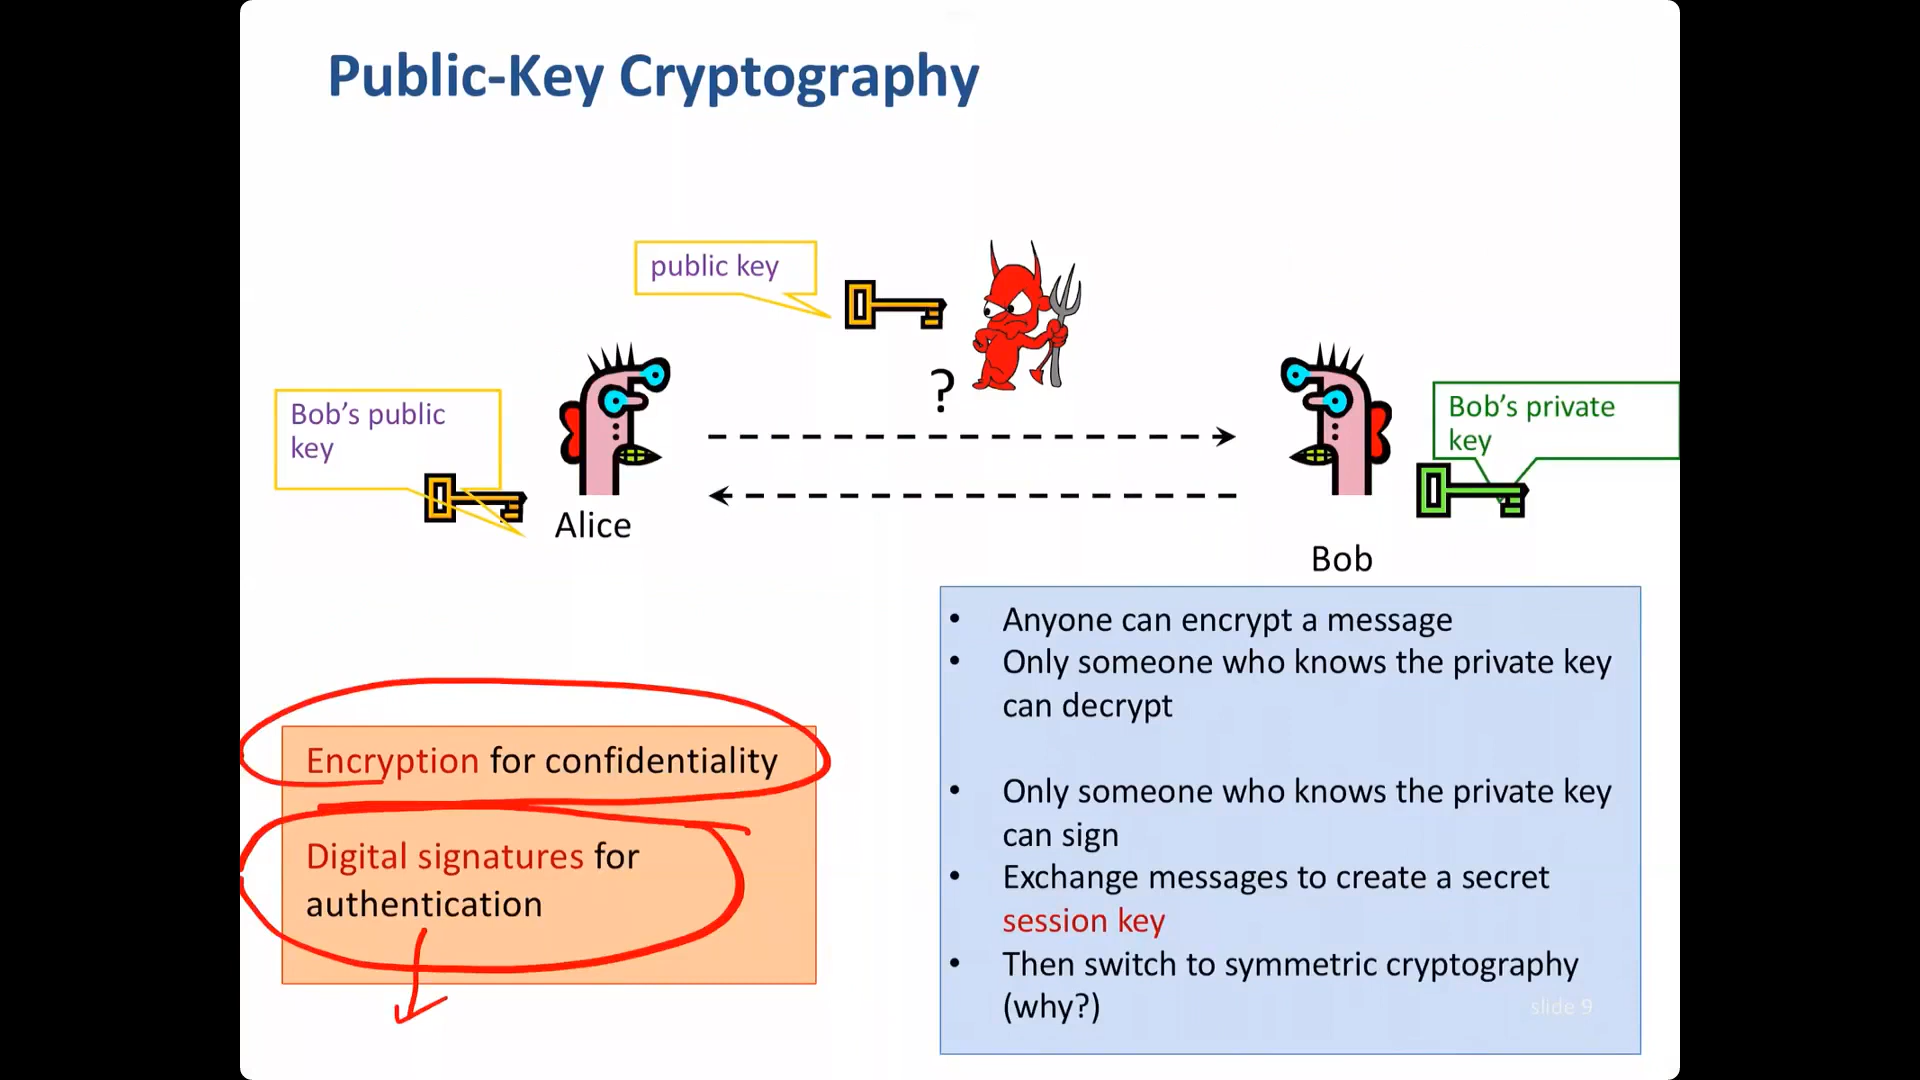 Public-Key Cryptography
public key
?
Bob’s public
key
Bob’s private
key
Alice
Bob
Encryption for confidentiality
Digital signatures for
authentication
• Anyone can encrypt a message
• Only someone who knows the private key
can decrypt
• Only someone who knows the private key
can sign
• Exchange messages to create a secret
session key
• Then switch to symmetric cryptography
(why?)
slide 9